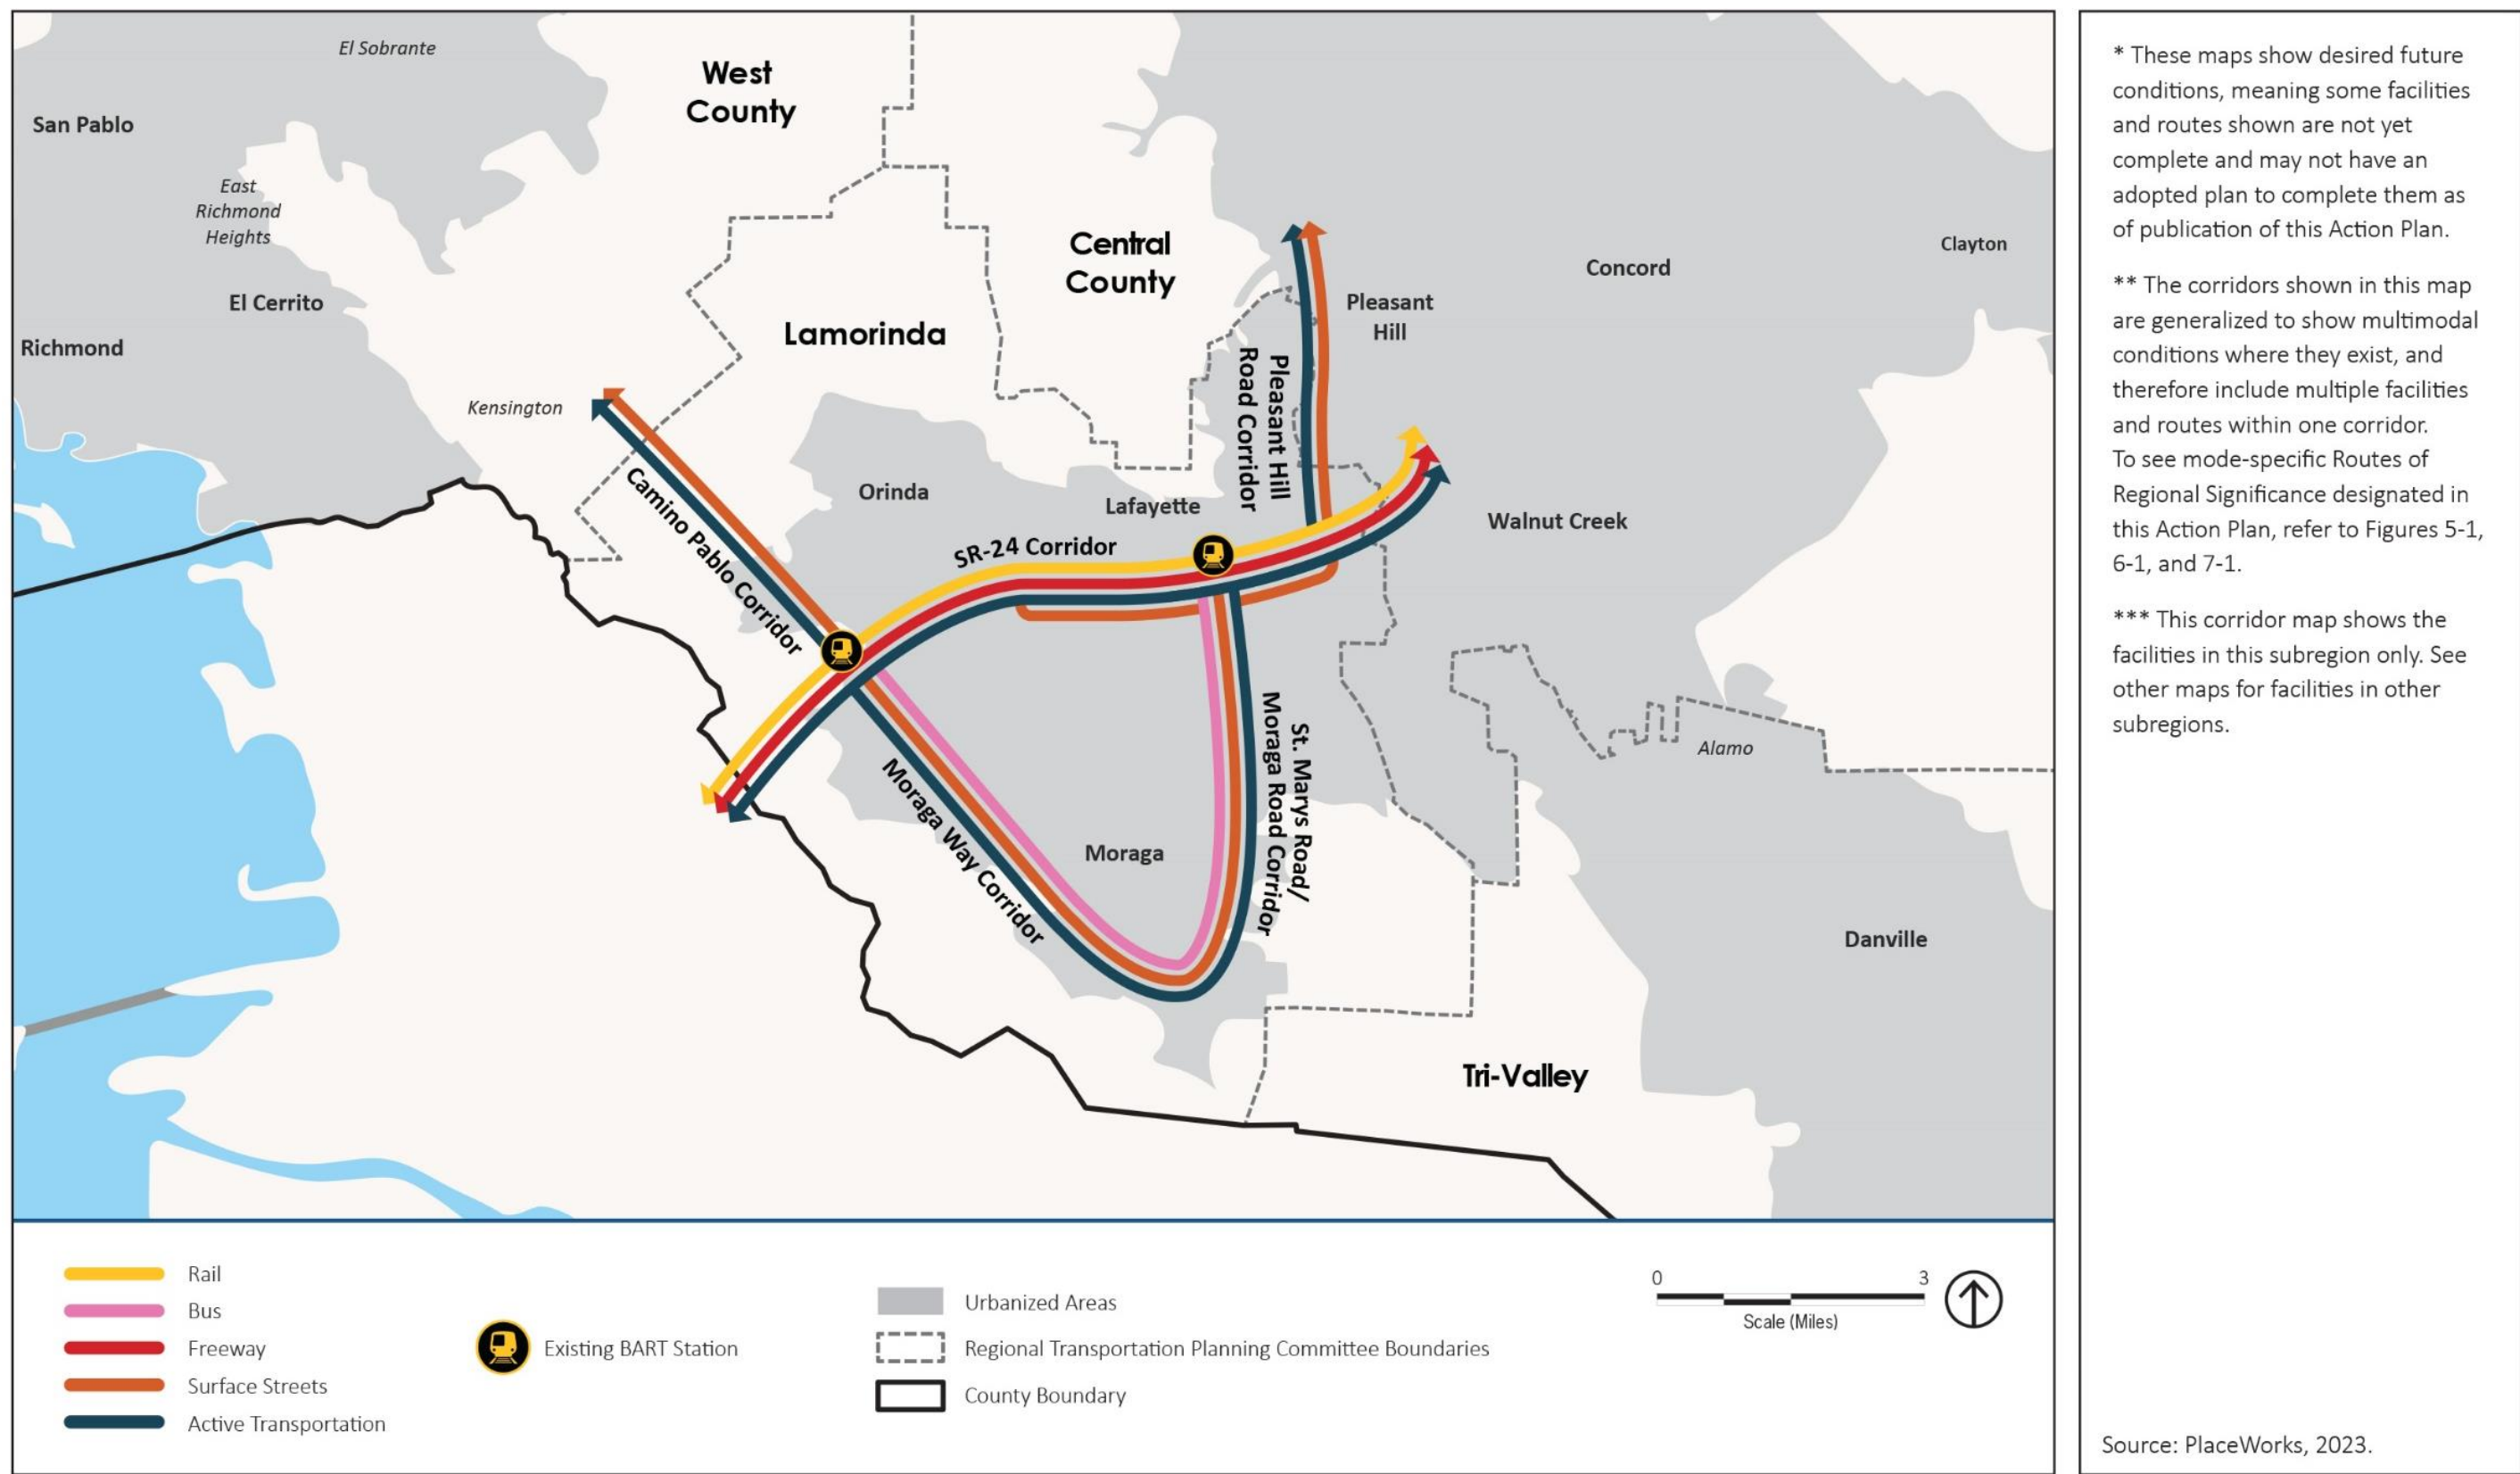 El Sobrante
West
County
San Pablo
East
Richmond
Heights
Central
County
Clayton
Concord
El Cerrito
Pleasant
Hill
Lamorinda
Richmond
Pleasant Hill
Road Corridor
Kensington
Camino Pablo Corridor
Orinda
Lafayette
Walnut Creek
SR-24 Corridor
St. Marys Road/
Moraga Road Corridor
Alamo
Moraga Way Corridor
Moraga
Danville
Tri-Valley
Rail
Bus
Freeway
Surface Streets
Active Transportation
Existing BART Station
Urbanized Areas
Regional Transportation Planning Committee Boundaries
County Boundary
0 3
Scale (Miles)
* These maps show desired future
conditions, meaning some facilities
and routes shown are not yet
complete and may not have an
adopted plan to complete them as
of publication of this Action Plan.
** The corridors shown in this map
are generalized to show multimodal
conditions where they exist, and
therefore include multiple facilities
and routes within one corridor.
To see mode-specific Routes of
Regional Significance designated in
this Action Plan, refer to Figures 5-1,
6-1, and 7-1.
*** This corridor map shows the
facilities in this subregion only. See
other maps for facilities in other
subregions.
Source: PlaceWorks, 2023.